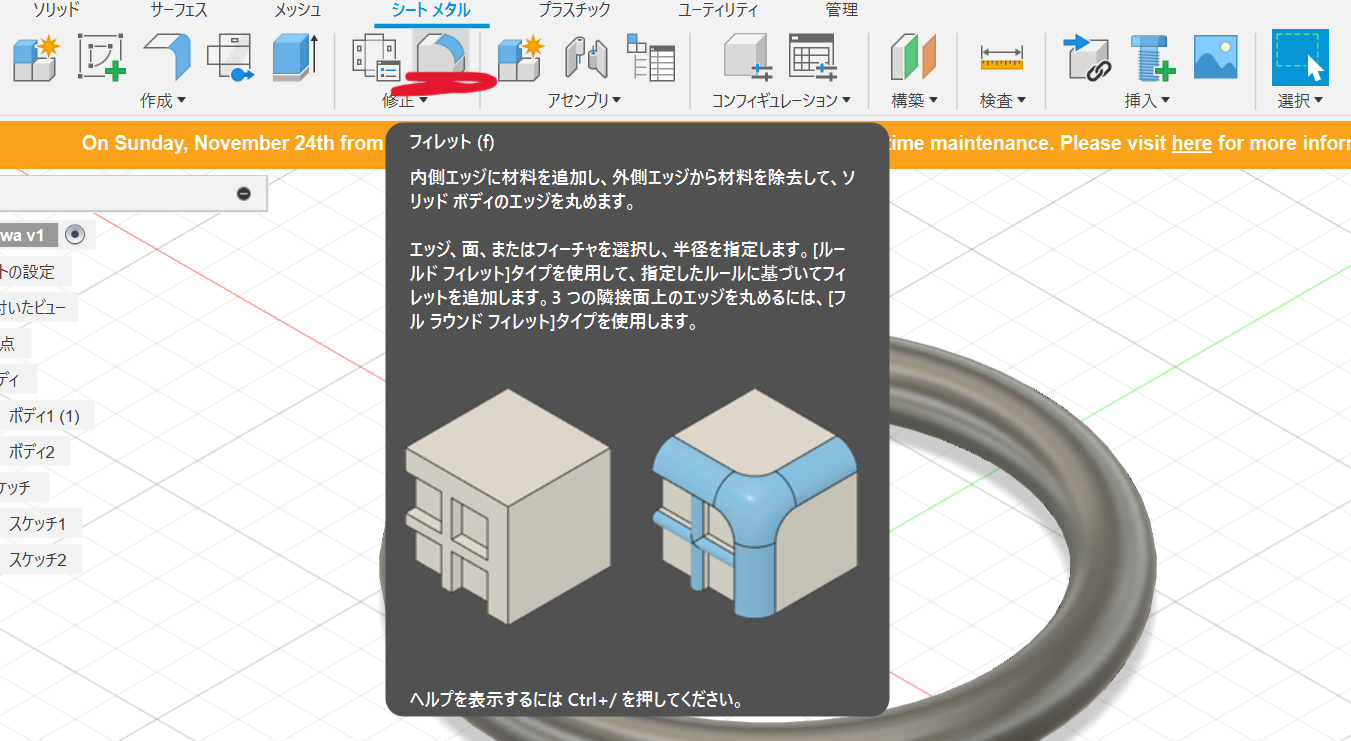 ソリッド サーフェス メッシュ シート メタル プラスチック ユーティリティ 管理
作成▼ 修正▼ アセンブリ▼ コンフィギュレーション▼ 構築▼ 検査▼ 挿入▼ 選択▼
On Sunday, November 24th from
time maintenance. Please visit here for more inforr
フィレット (f)
内側エッジに材料を追加し、外側エッジから材料を除去して、ソ
リッド ボディのエッジを丸めます。
エッジ、面、またはフィーチャを選択し、半径を指定します。[ルー
ルド フィレット]タイプを使用して、指定したルールに基づいてフィ
レットを追加します。3 つの隣接面上のエッジを丸めるには、[フ
ル ラウンド フィレット]タイプを使用します。
ヘルプを表示するには Ctrl+/ を押してください。
wa v1
トの設定
付いたビュー
点
ディ
ボディ1 (1)
ボディ2
ケッチ
スケッチ1
スケッチ2